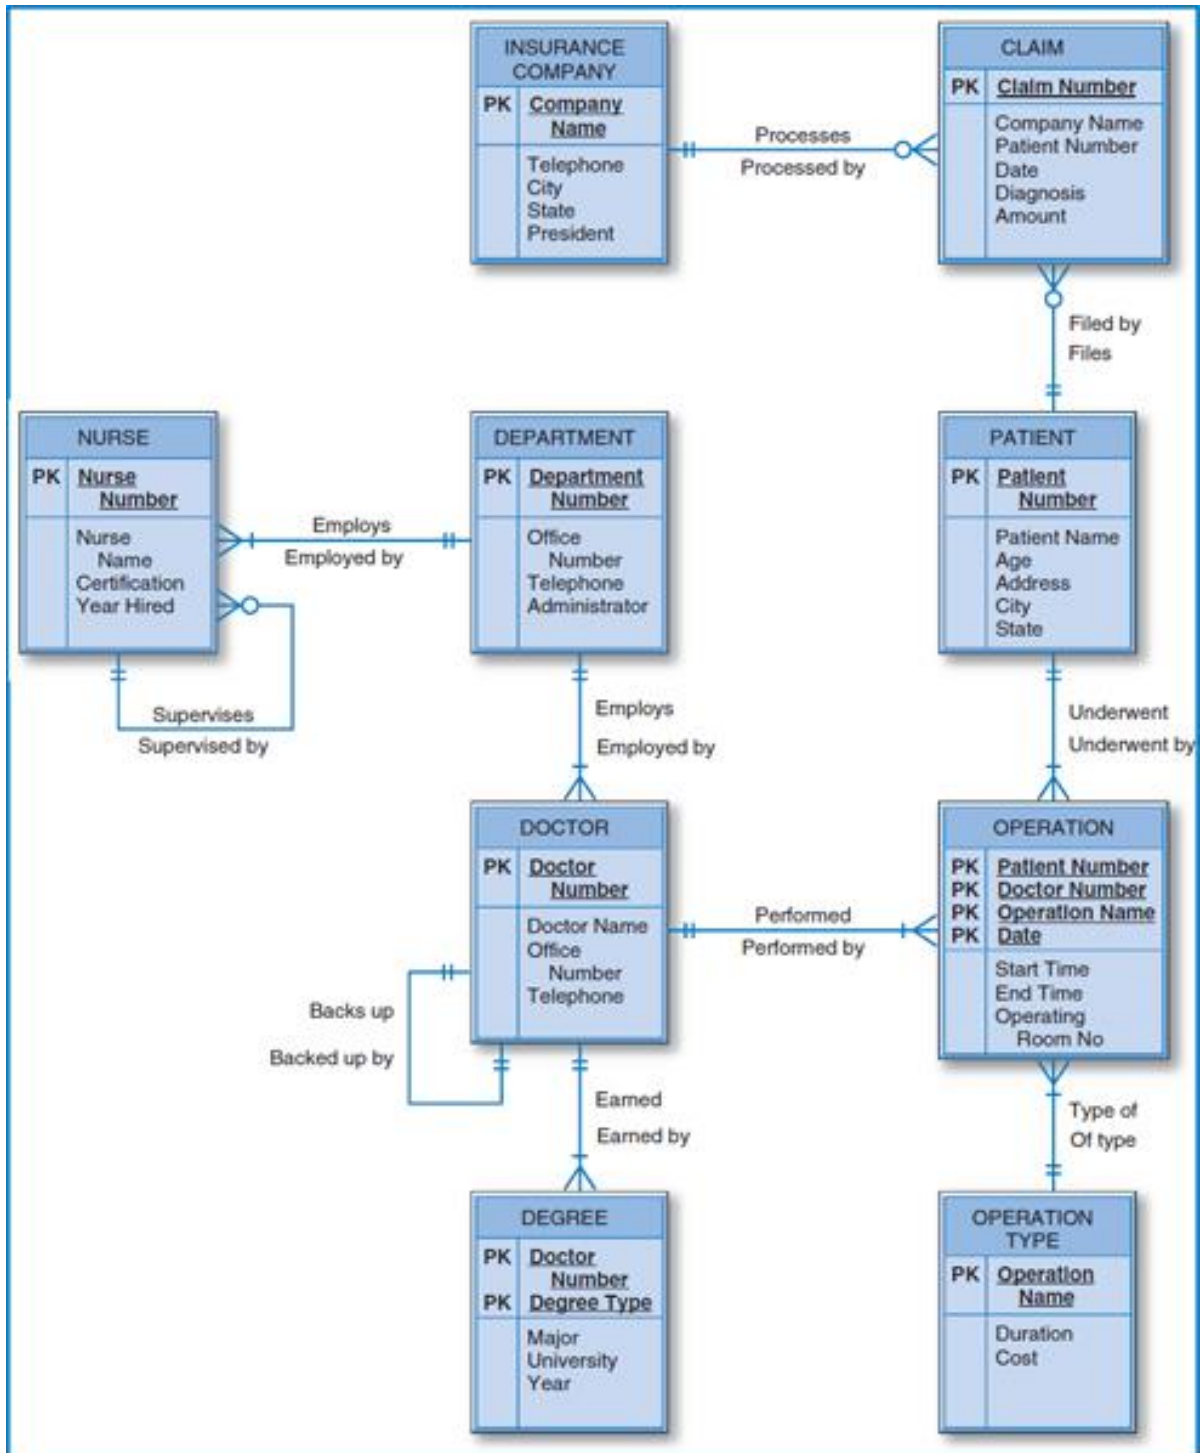 INSURANCE
COMPANY
PK Company
Name
Telephone
City
State
President
Processes
Processed by
CLAIM
PK Claim Number
Company Name
Patient Number
Date
Diagnosis
Amount
Filed by
Files
NURSE
PK Nurse
Number
Nurse
Name
Certification
Year Hired
Supervises
Supervised by
Employs
Employed by
DEPARTMENT
PK Department
Number
Office
Number
Telephone
Administrator
Employs
Employed by
PATIENT
PK Patient
Number
Patient Name
Age
Address
City
State
Underwent
Underwent by
DOCTOR
PK Doctor
Number
Doctor Name
Office
Number
Telephone
Backs up
Backed up by
Performed
Performed by
OPERATION
PK Patient Number
PK Doctor Number
PK Operation Name
PK Date
Start Time
End Time
Operating
Room No
Earned
Earned by
Type of
Of type
DEGREE
PK Doctor
Number
PK Degree Type
Major
University
Year
OPERATION
TYPE
PK Operation
Name
Duration
Cost